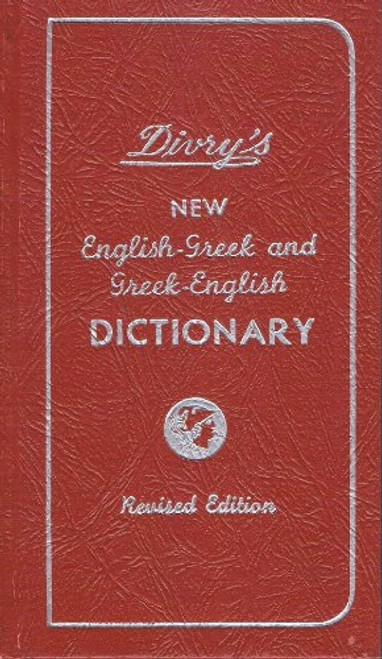 Divry's
NEW
English-Greek and
Greek-English
DICTIONARY
Revised Edition